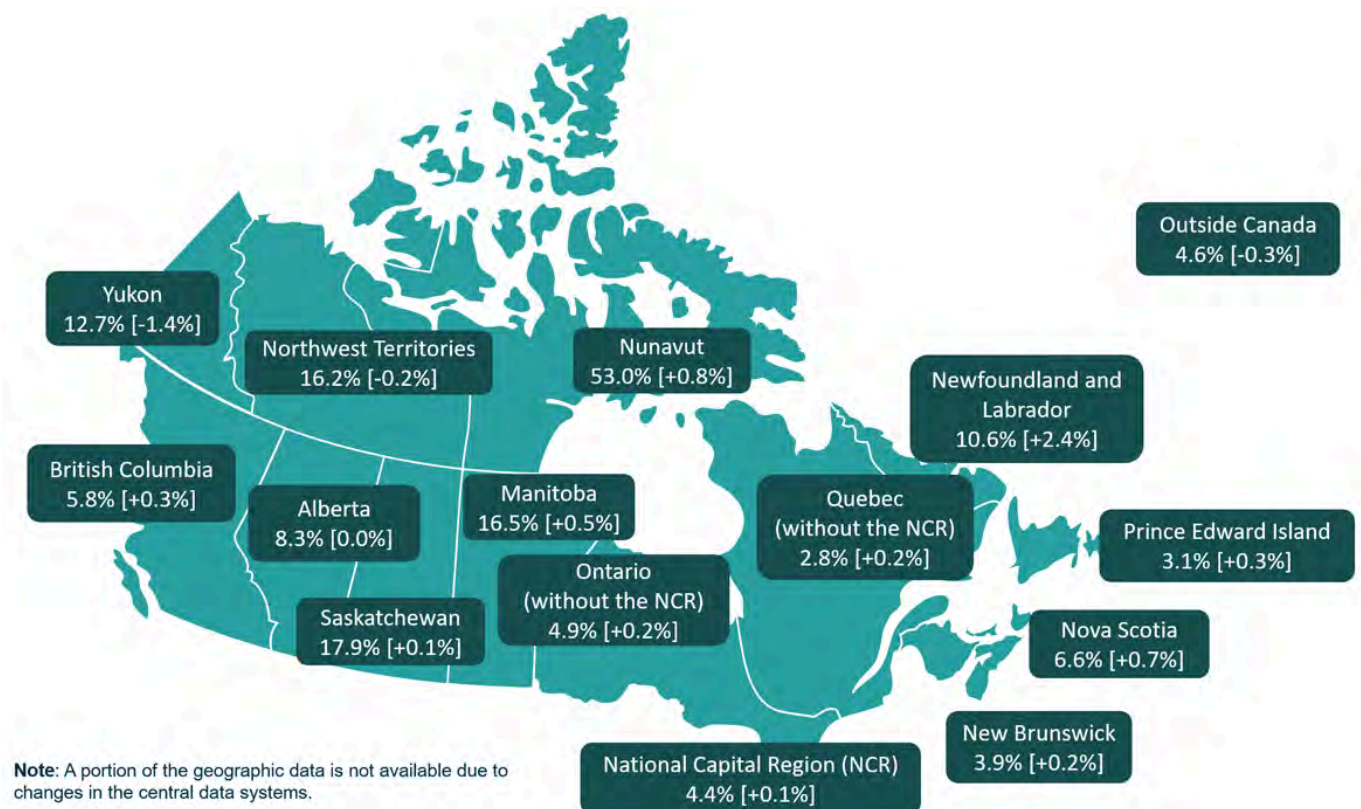 Outside Canada
4.6% [-0.3%]
Yukon
12.7% [-1.4%]
Northwest Territories
16.2% [-0.2%]
Nunavut
53.0% [+0.8%]
Newfoundland and
Labrador
10.6% [+2.4%]
British Columbia
5.8% [+0.3%]
Alberta
8.3% [0.0%]
Manitoba
16.5% [+0.5%]
Quebec
(without the NCR)
2.8% [+0.2%]
Prince Edward Island
3.1% [+0.3%]
Ontario
(without the NCR)
4.9% [+0.2%]
Saskatchewan
17.9% [+0.1%]
Nova Scotia
6.6% [+0.7%]
New Brunswick
3.9% [+0.2%]
National Capital Region (NCR)
4.4% [+0.1%]
Note: A portion of the geographic data is not available due to
changes in the central data systems.